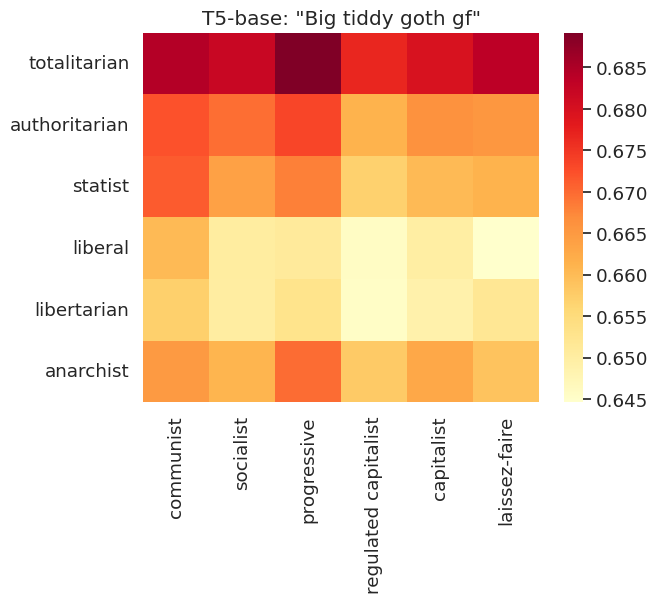 T5-base: "Big tiddy goth gf"
totalitarian
authoritarian
statist
liberal
libertarian
anarchist
communist
socialist
progressive
regulated capitalist
capitalist
laissez-faire
0.685
0.680
0.675
0.670
0.665
0.660
0.655
0.650
0.645